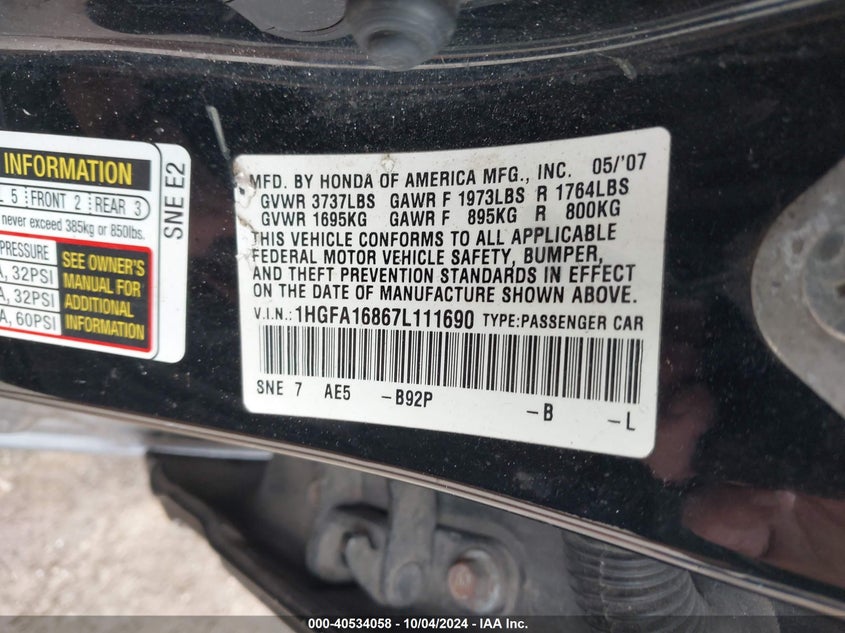 INFORMATION
5 FRONT 2 REAR 3
never exceed 385kg or 850lbs.
PRESSURE
, 32PSI
, 32PSI
, 60PSI
SEE OWNER'S
MANUAL FOR
ADDITIONAL
INFORMATION
SNE E2
MFD. BY HONDA OF AMERICA MFG., INC. 05/'07
GVWR 3737LBS GAWR F 1973LBS R 1764LBS
GVWR 1695KG GAWR F 895KG R 800KG
THIS VEHICLE CONFORMS TO ALL APPLICABLE
FEDERAL MOTOR VEHICLE SAFETY, BUMPER,
AND THEFT PREVENTION STANDARDS IN EFFECT
ON THE DATE OF MANUFACTURE SHOWN ABOVE.
V.I.N.: 1HGFA16867L111690 TYPE:PASSENGER CAR
SNE 7 AE5 -B92P -B -L
000-40534058 - 10/04/2024 - IAA Inc.